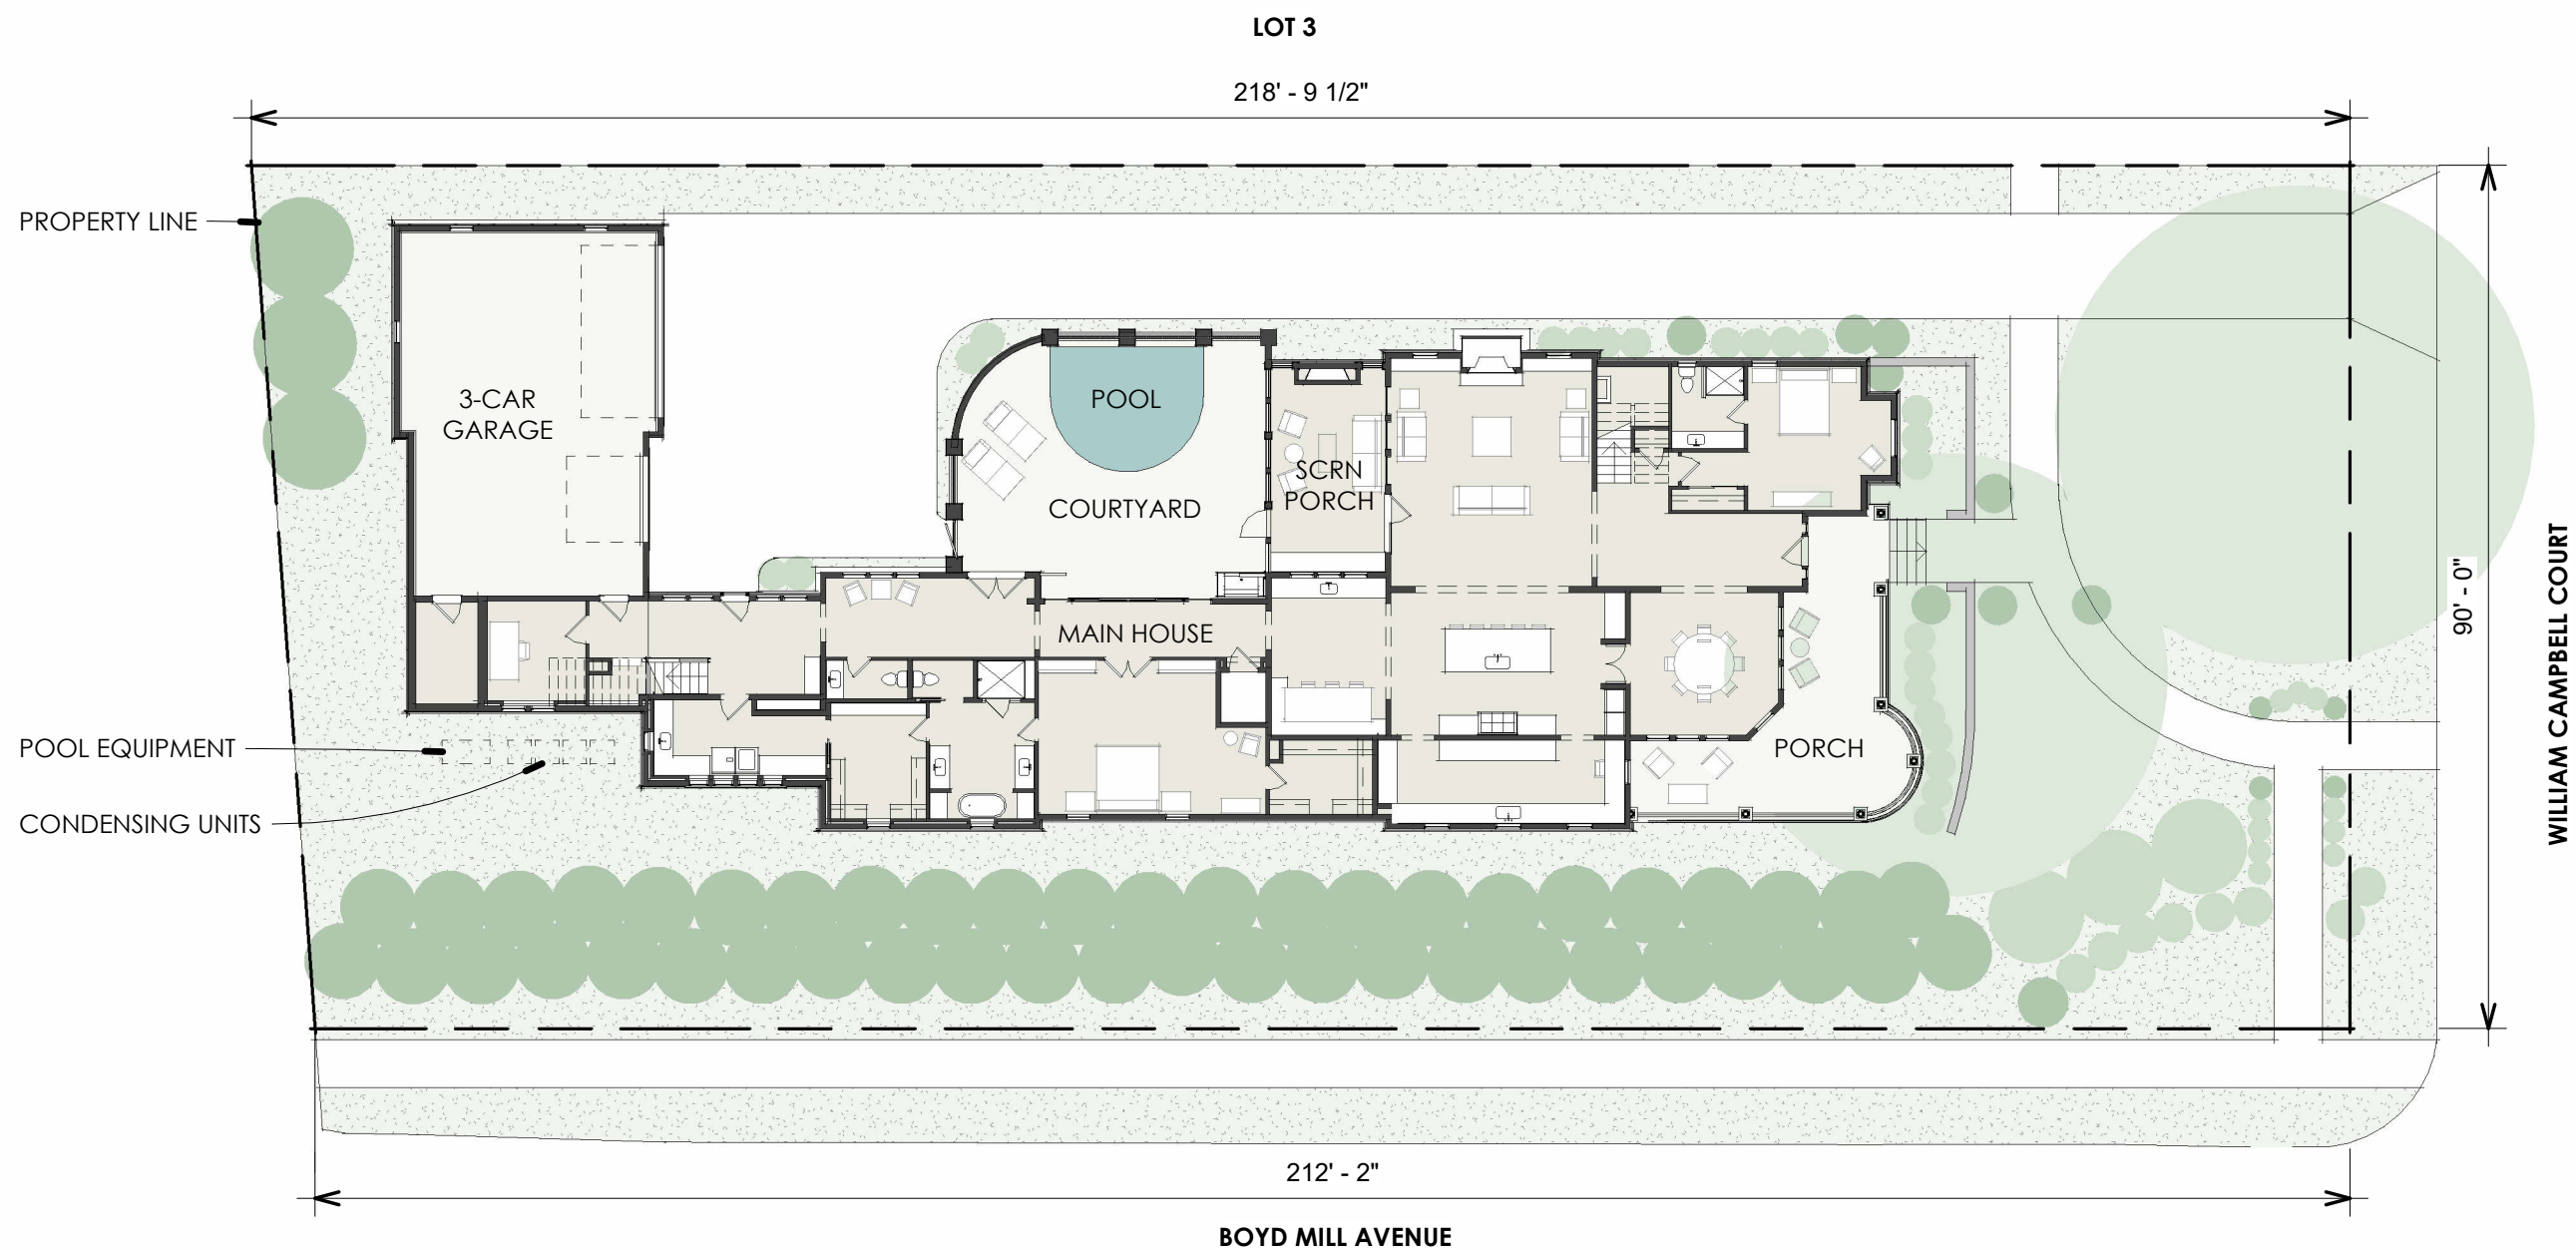 LOT 3
218' - 9 1/2"
PROPERTY LINE
3-CAR
GARAGE
POOL
COURTYARD
SCRN
PORCH
MAIN HOUSE
PORCH
POOL EQUIPMENT
CONDENSING UNITS
90' - 0"
WILLIAM CAMPBELL COURT
212' - 2"
BOYD MILL AVENUE